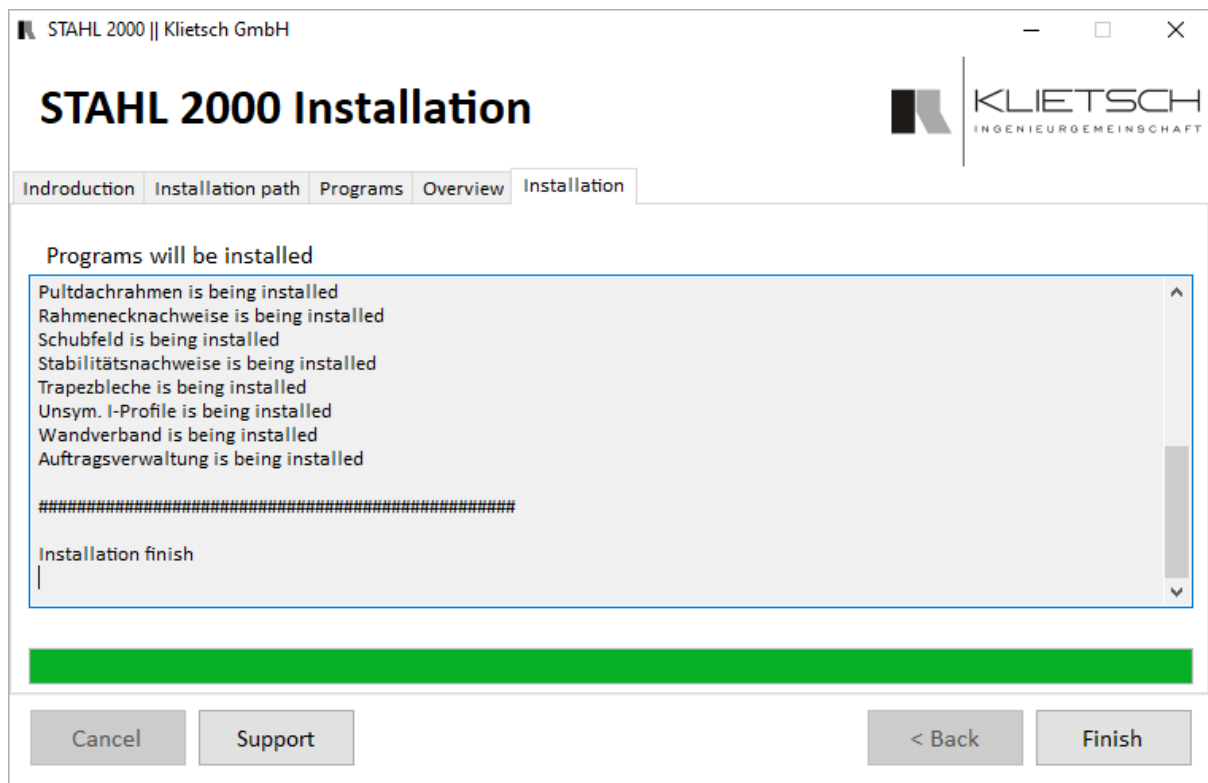 STAHL 2000 || Klietsch GmbH
STAHL 2000 Installation
KLIETSCH
INGENIEURGEMEINSCHAFT
Indroduction Installation path Programs Overview Installation
Programs will be installed
Pultdachrahmen is being installed
Rahmenecknachweise is being installed
Schubfeld is being installed
Stabilitätsnachweise is being installed
Trapezbleche is being installed
Unsym. I-Profile is being installed
Wandverband is being installed
Auftragsverwaltung is being installed
##################################################
Installation finish
Cancel Support < Back Finish